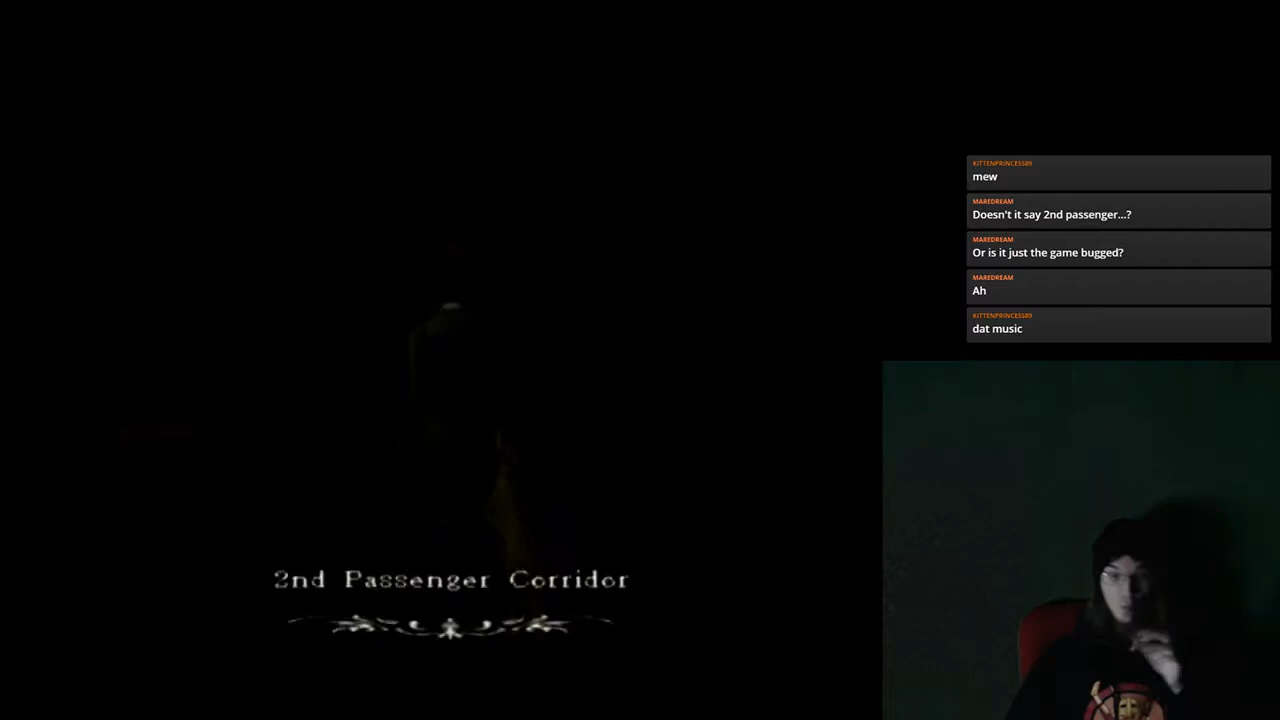 KITTENPRINCESS89
mew
MAREDREAM
Doesn't it say 2nd passenger...?
MAREDREAM
Or is it just the game bugged?
MAREDREAM
Ah
KITTENPRINCESS89
dat music
2nd Passenger Corridor